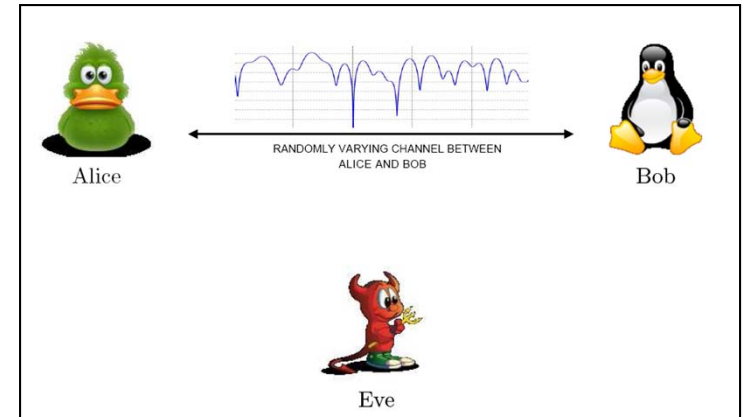 RANDOMLY VARYING CHANNEL BETWEEN
ALICE AND BOB
Alice
Bob
Eve